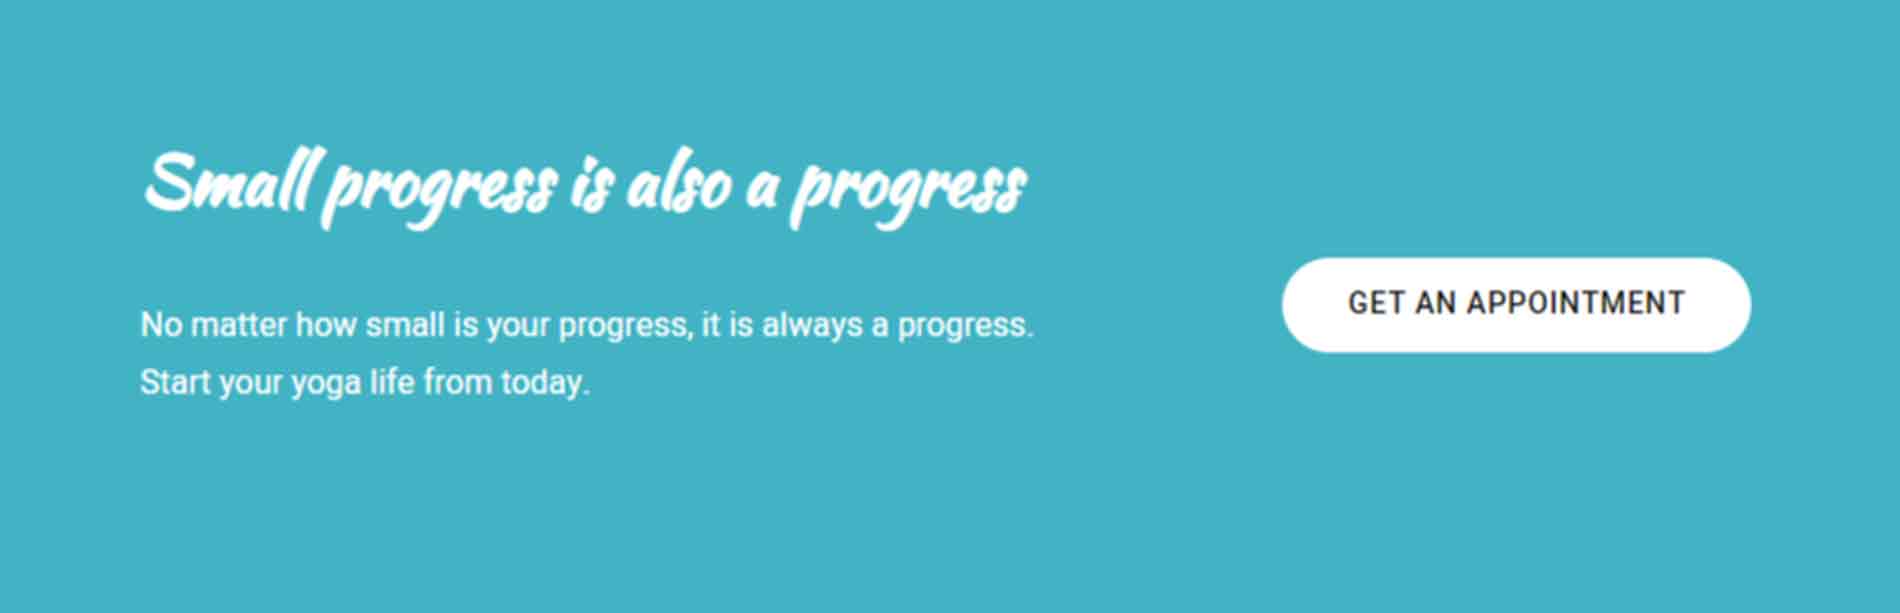 Small progress is also a progress
No matter how small is your progress, it is always a progress.
Start your yoga life from today.
GET AN APPOINTMENT